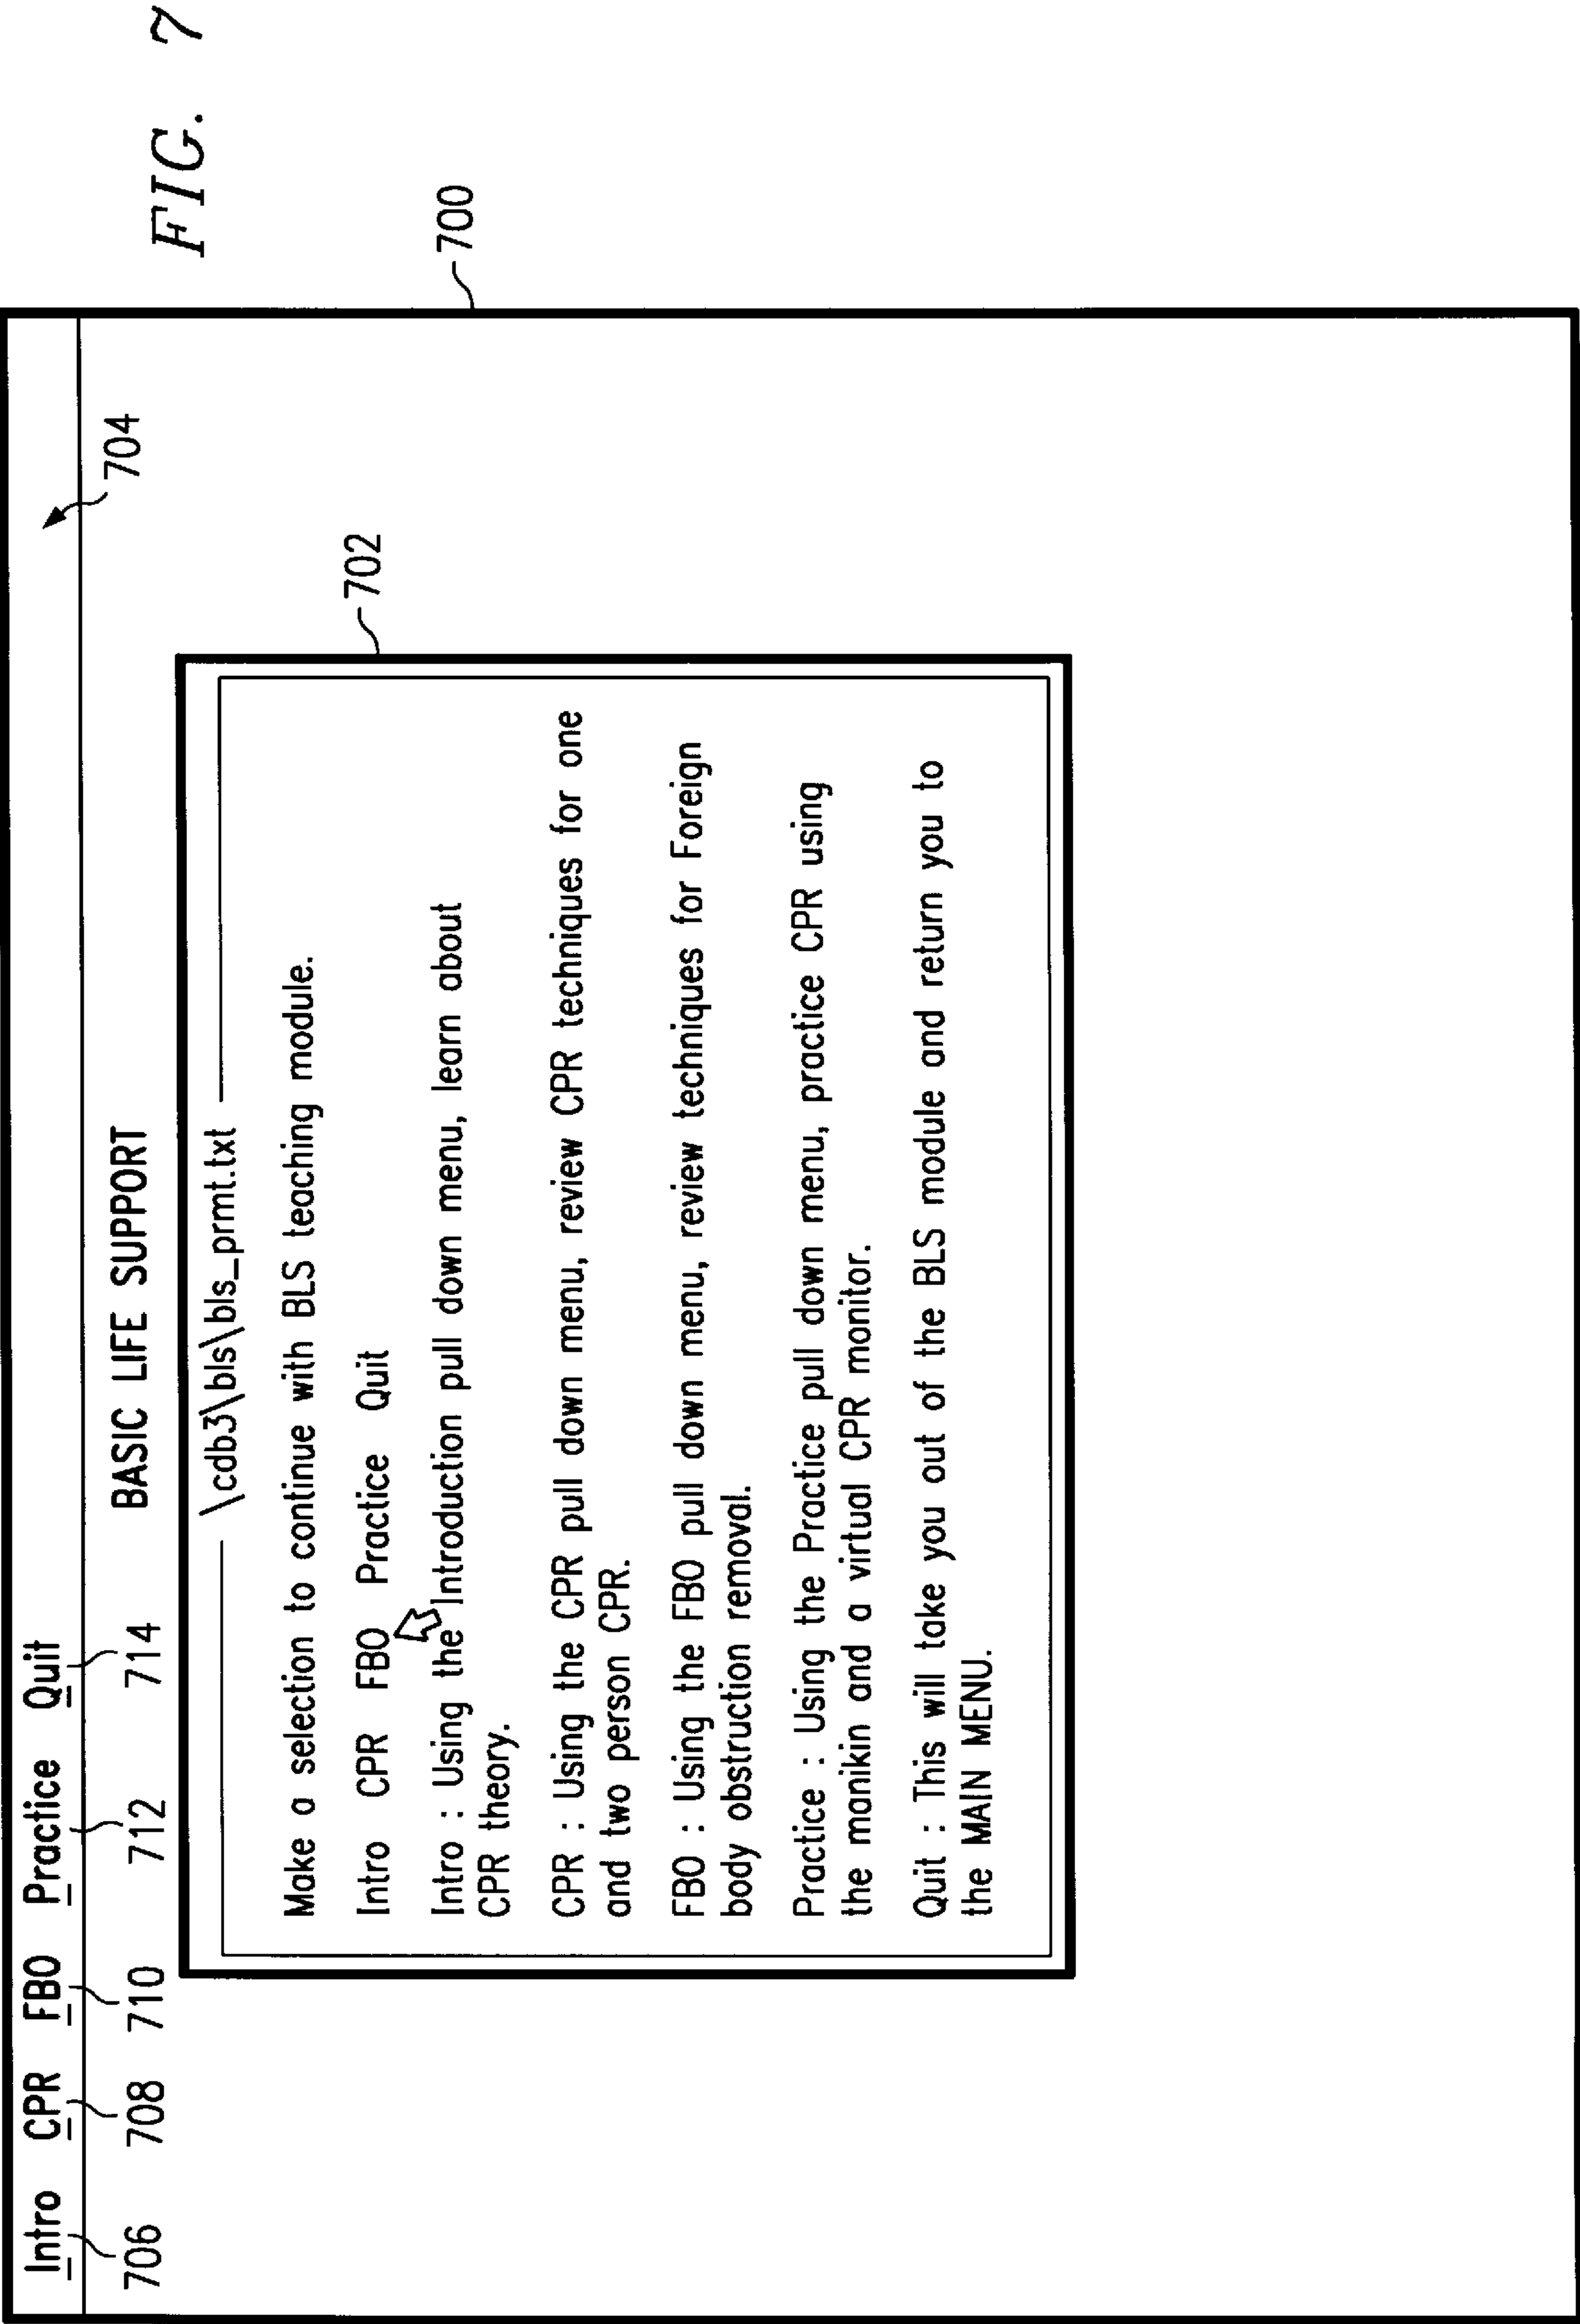 FIG. 7
Intro CPR FBO Practice Quit
706 708 710 712 714 704 700
BASIC LIFE SUPPORT
\cdb3\bls\bls_prmt.txt
702
Make a selection to continue with BLS teaching module.
Intro CPR FBO Practice Quit
Intro : Using the Introduction pull down menu, learn about
CPR theory.
CPR : Using the CPR pull down menu, review CPR techniques for one
and two person CPR.
FBO : Using the FBO pull down menu, review techniques for Foreign
body obstruction removal.
Practice : Using the Practice pull down menu, practice CPR using
the manikin and a virtual CPR monitor.
Quit : This will take you out of the BLS module and return you to
the MAIN MENU.